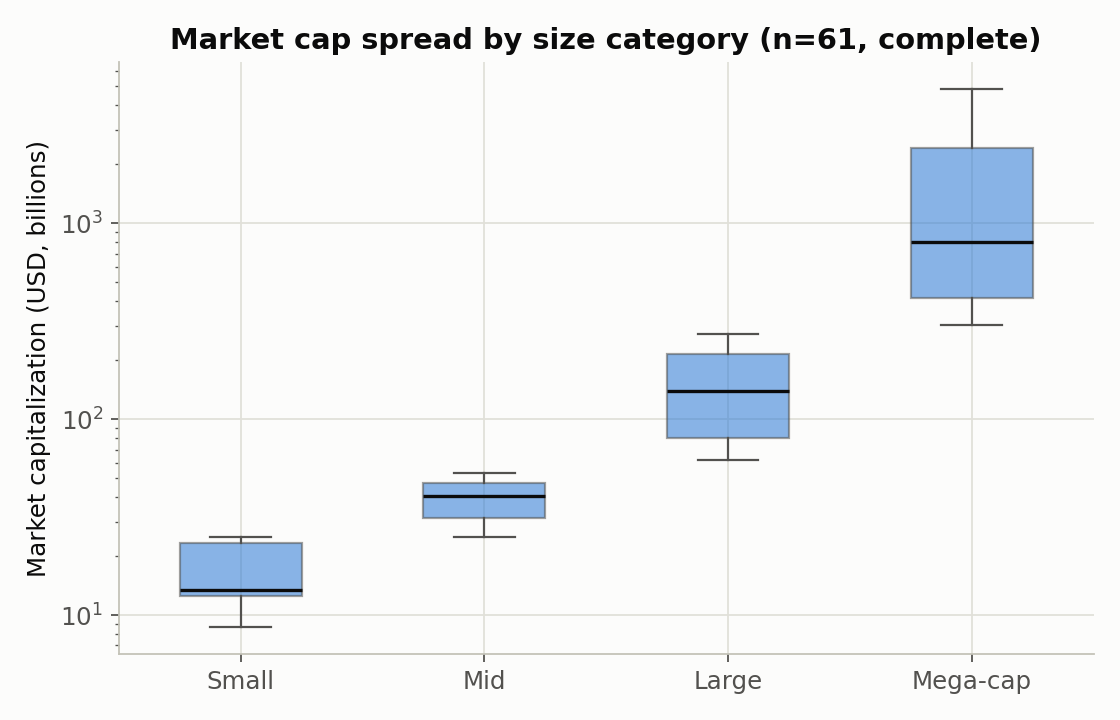 Market cap spread by size category (n=61, complete)
Market capitalization (USD, billions)
10³
10²
10¹
Small
Mid
Large
Mega-cap